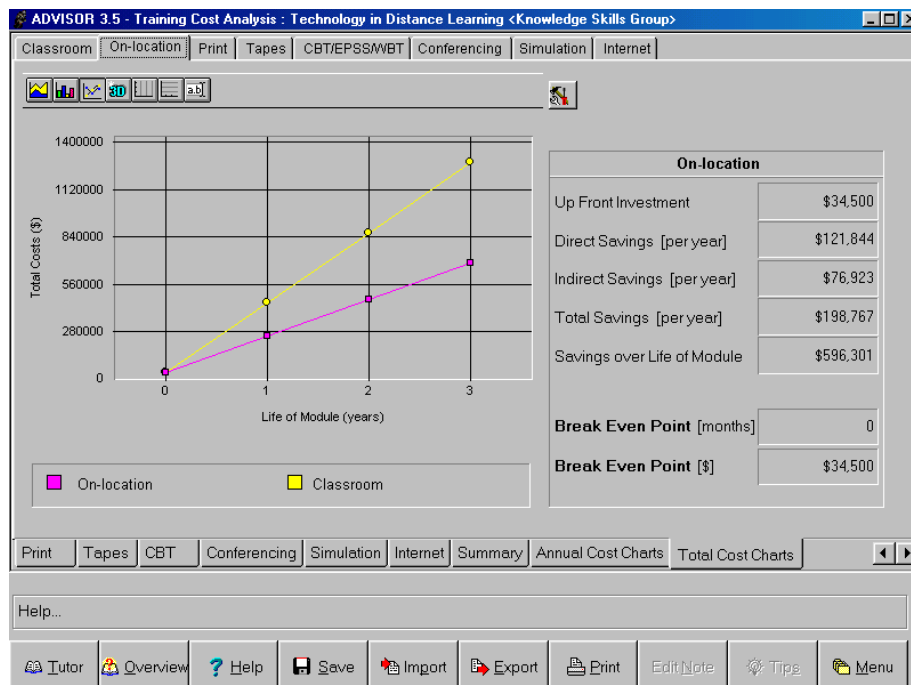 ADVISOR 3.5 - Training Cost Analysis : Technology in Distance Learning <Knowledge Skills Group>
Classroom On-location Print Tapes CBT/EPSS/WBT Conferencing Simulation Internet
3D a.b
On-location
Up Front Investment $34,500
Direct Savings [per year] $121,844
Indirect Savings [per year] $76,923
Total Savings [per year] $198,767
Savings over Life of Module $596,301
Break Even Point [months] 0
Break Even Point [$] $34,500
Total Costs ($)
1400000
1120000
840000
560000
280000
0
0 1 2 3
Life of Module (years)
On-location Classroom
Print Tapes CBT Conferencing Simulation Internet Summary Annual Cost Charts Total Cost Charts
Help...
Tutor Overview ? Help Save Import Export Print Edit Note Tips Menu